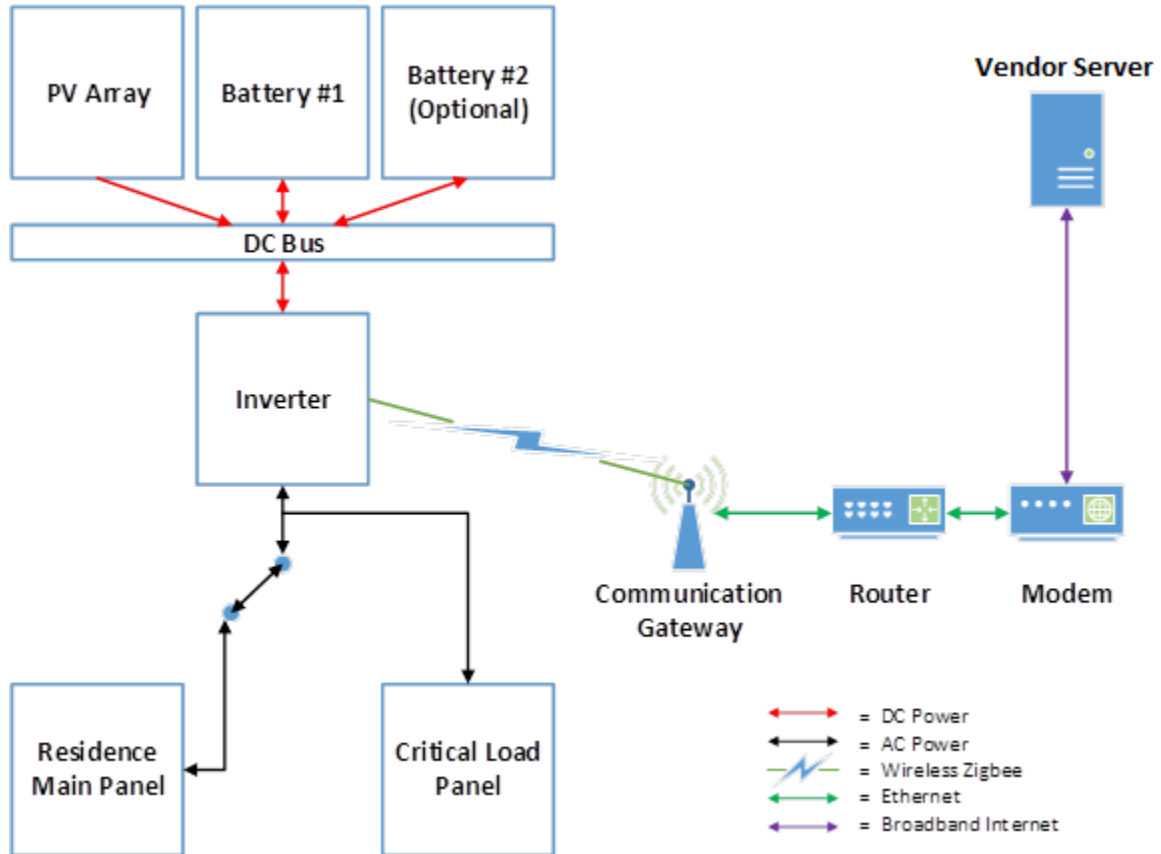 PV Array
Battery #1
Battery #2
(Optional)
Vendor Server
DC Bus
Inverter
Communication
Gateway
Router
Modem
Residence
Main Panel
Critical Load
Panel
= DC Power
= AC Power
= Wireless Zigbee
= Ethernet
= Broadband Internet